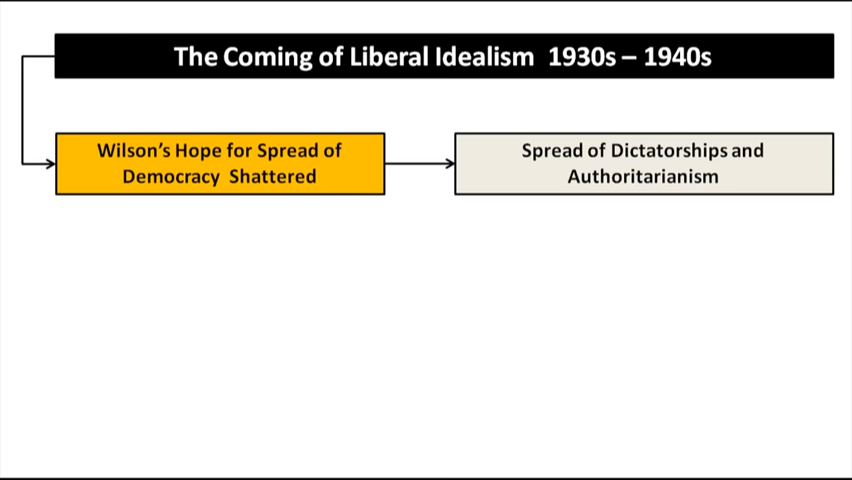 The Coming of Liberal Idealism 1930s – 1940s
Wilson's Hope for Spread of
Democracy Shattered
Spread of Dictatorships and
Authoritarianism